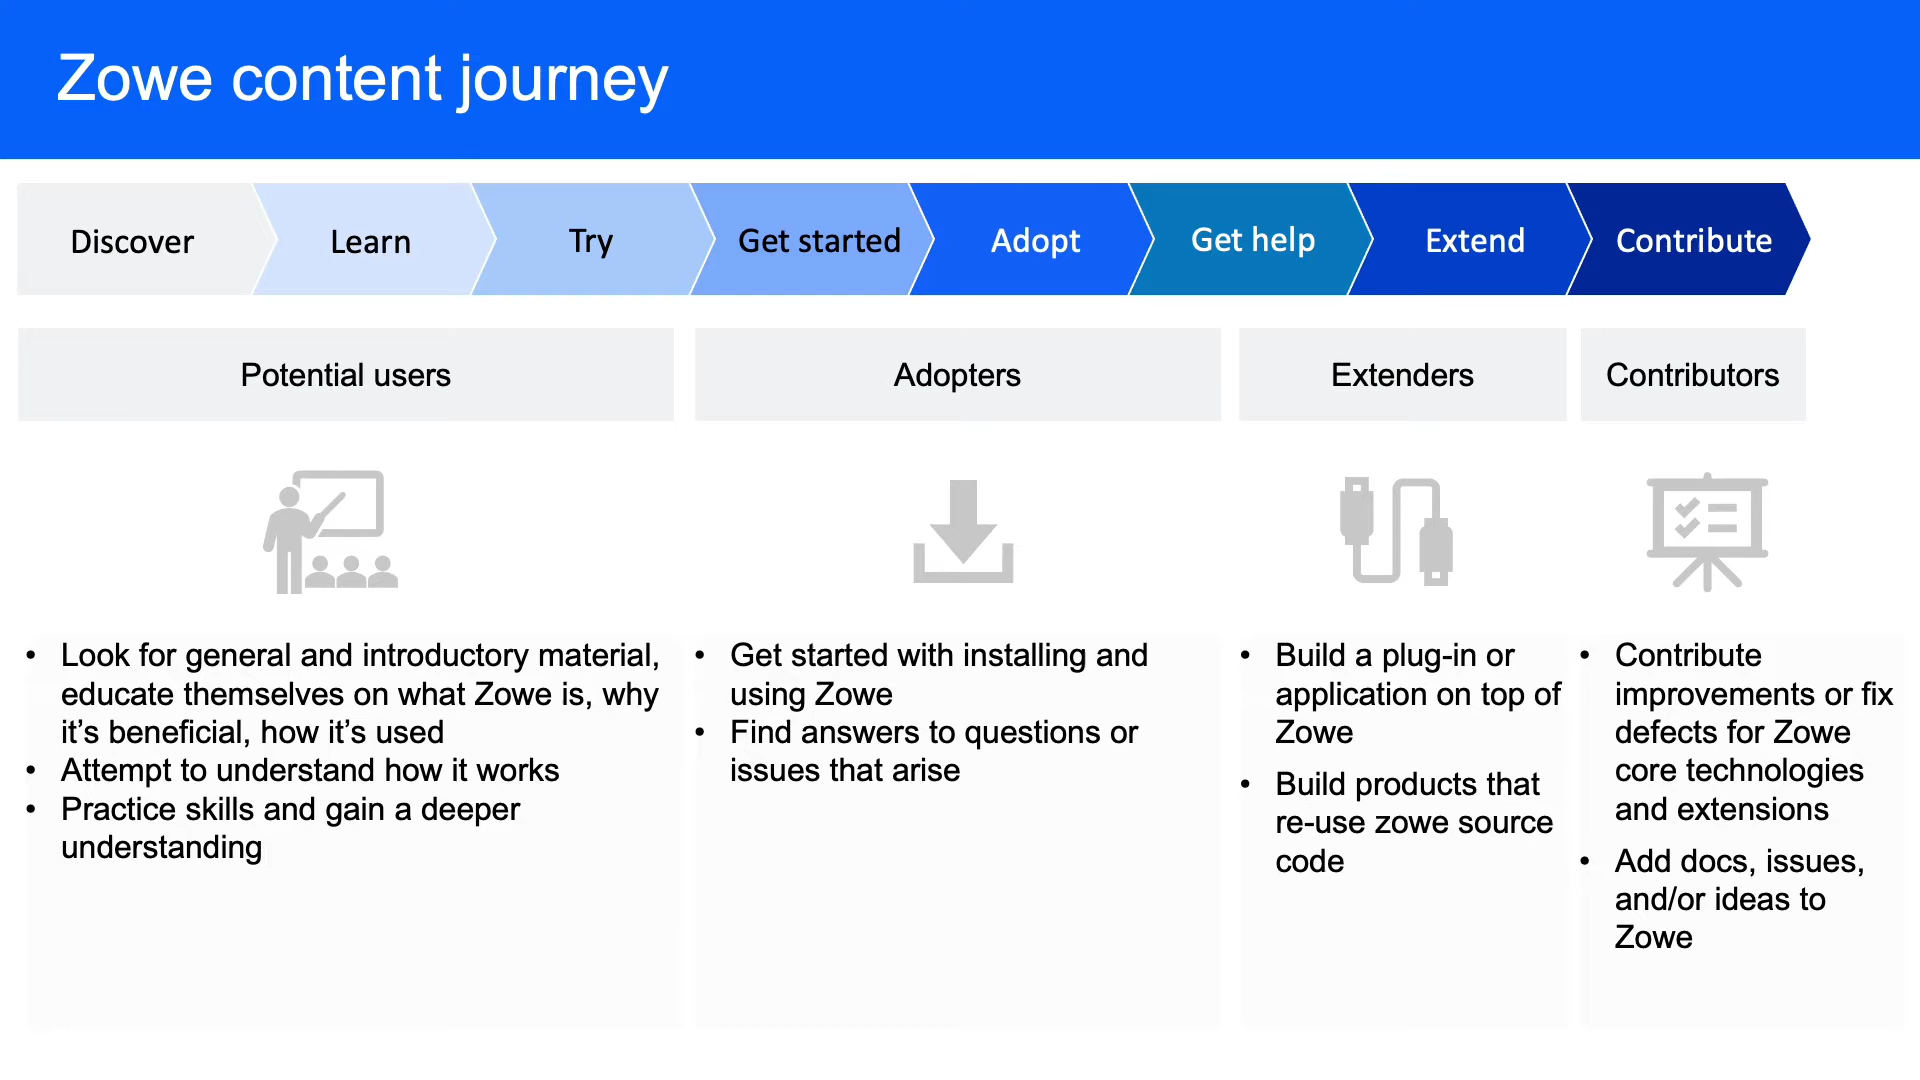 Zowe content journey
Discover
Learn
Try
Get started
Adopt
Get help
Extend
Contribute
Potential users
Adopters
Extenders
Contributors
• Look for general and introductory material,
educate themselves on what Zowe is, why
it’s beneficial, how it’s used
• Attempt to understand how it works
• Practice skills and gain a deeper
understanding
• Get started with installing and
using Zowe
• Find answers to questions or
issues that arise
• Build a plug-in or
application on top of
Zowe
• Build products that
re-use zowe source
code
• Contribute
improvements or fix
defects for Zowe
core technologies
and extensions
• Add docs, issues,
and/or ideas to
Zowe